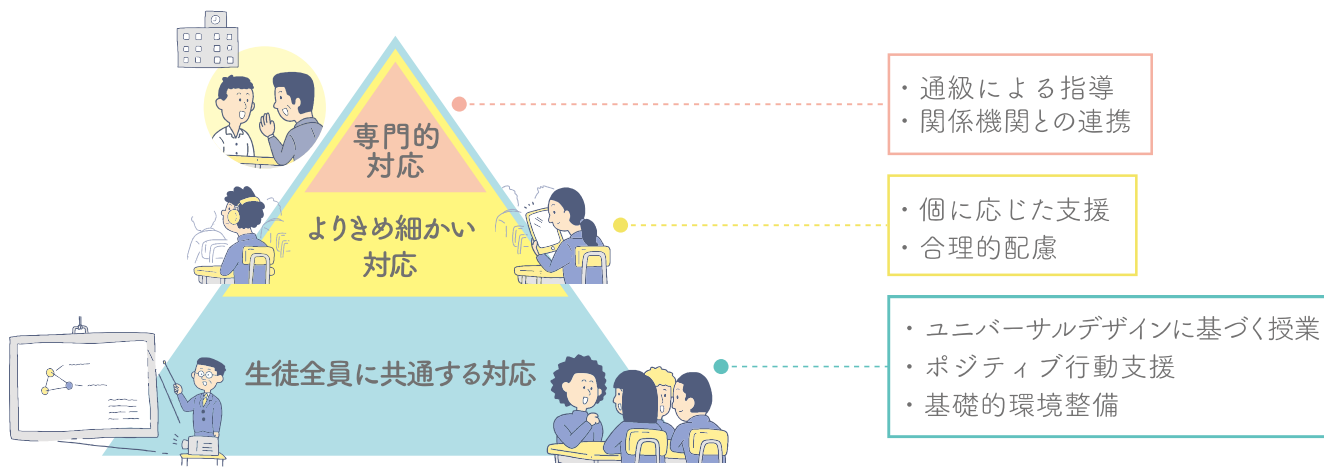 専門的
対応
・通級による指導
・関係機関との連携
よりきめ細かい
対応
・個に応じた支援
・合理的配慮
生徒全員に共通する対応
・ユニバーサルデザインに基づく授業
・ポジティブ行動支援
・基礎的環境整備